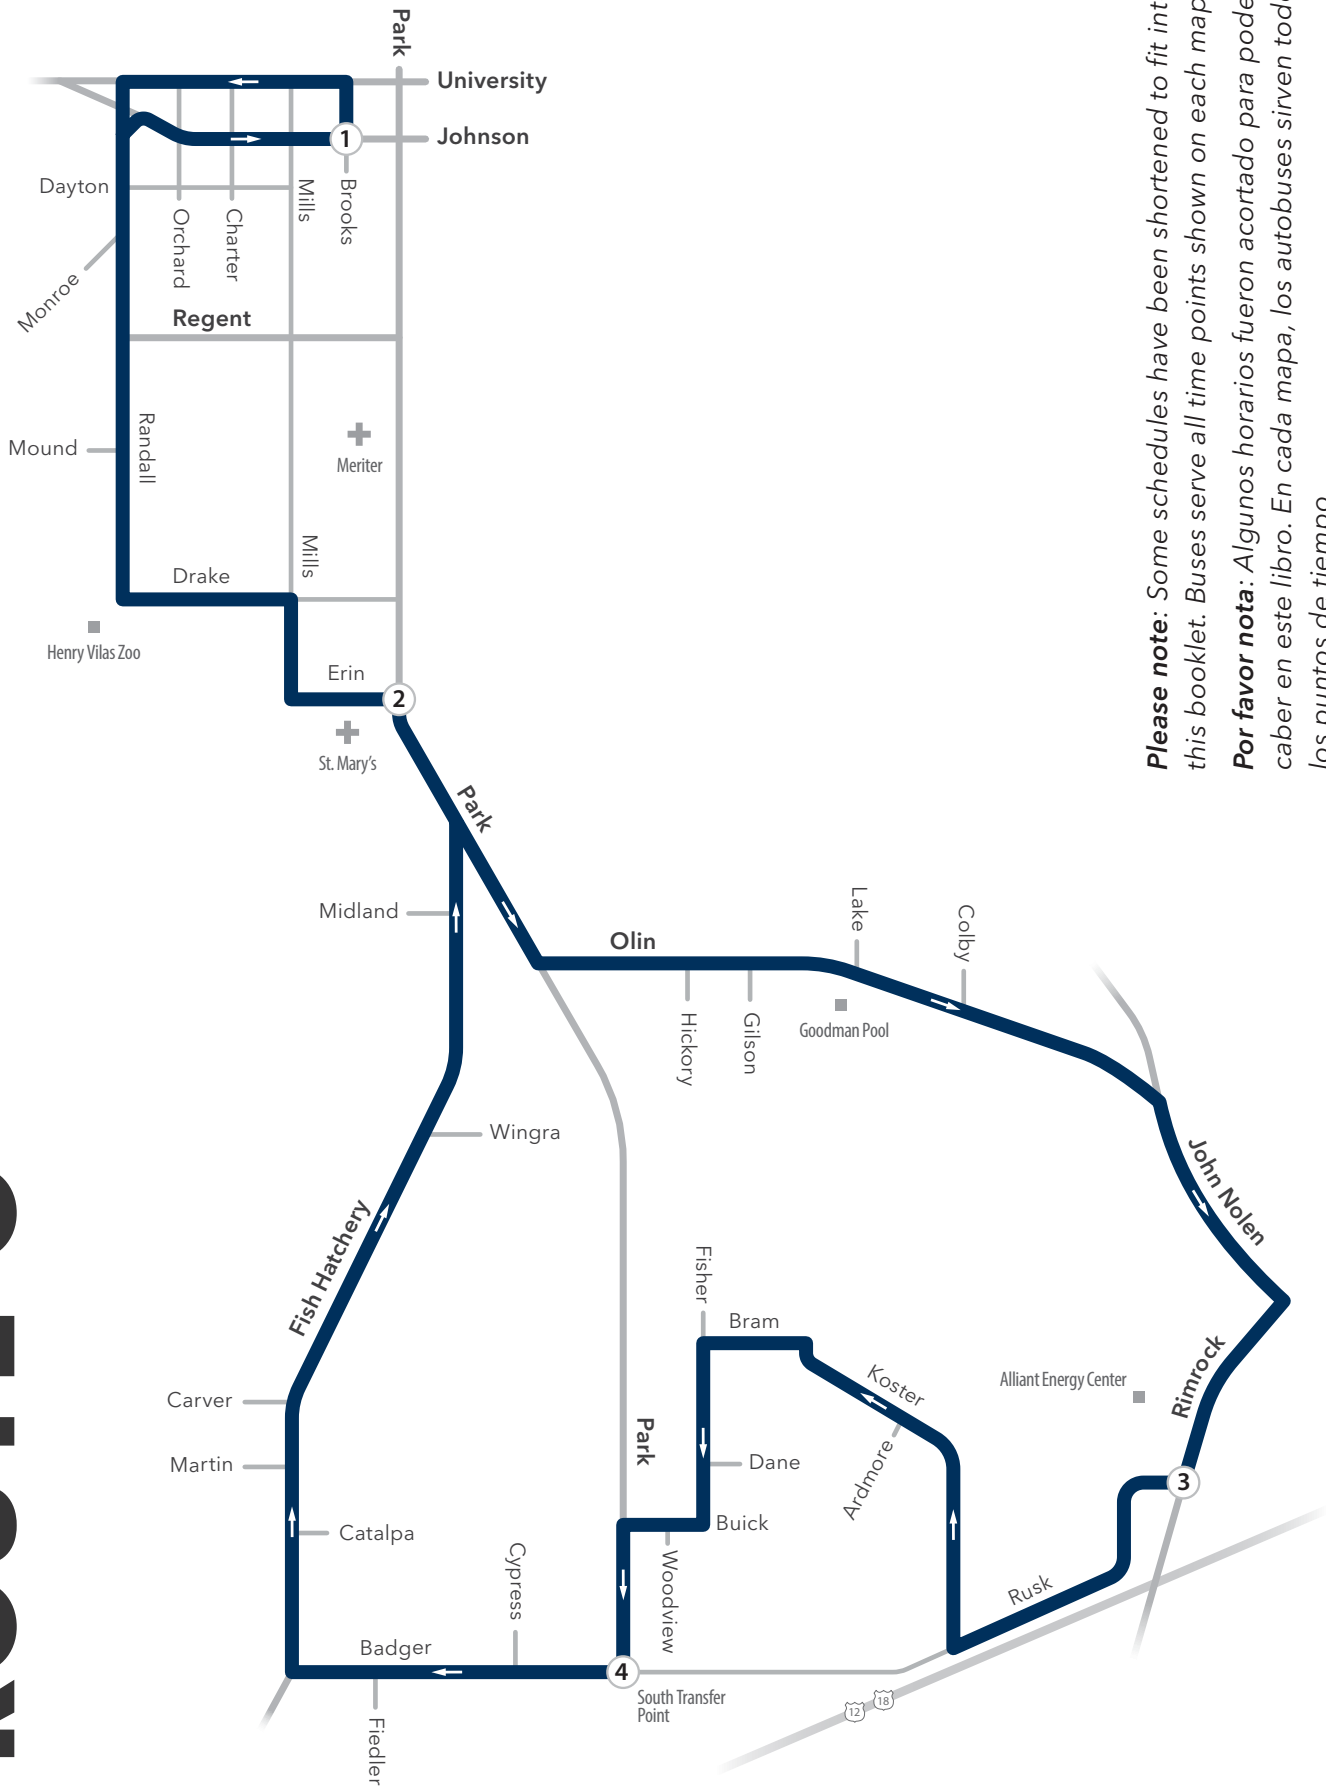 Park
University
Johnson
1
Dayton
Mills
Brooks
Orchard
Charter
Monroe
Regent
Randall
Mound
Meriter
Mills
Drake
Henry Vilas Zoo
Erin
2
St. Mary's
Park
Midland
Olin
Lake
Colby
Hickory
Gilson
Goodman Pool
Wingra
John Nolen
Fish Hatchery
Fisher
Bram
Koster
Alliant Energy Center
Rimrock
Carver
Martin
Park
Dane
Ardmore
3
Catalpa
Buick
Cypress
Woodview
Rusk
Badger
4
South Transfer
Point
Fiedler
12
18
Please note: Some schedules have been shortened to fit
this booklet. Buses serve all time points shown on each map
Por favor nota: Algunos horarios fueron acortado para
caber en este libro. En cada mapa, los autobuses sirven
los puntos de tiempo